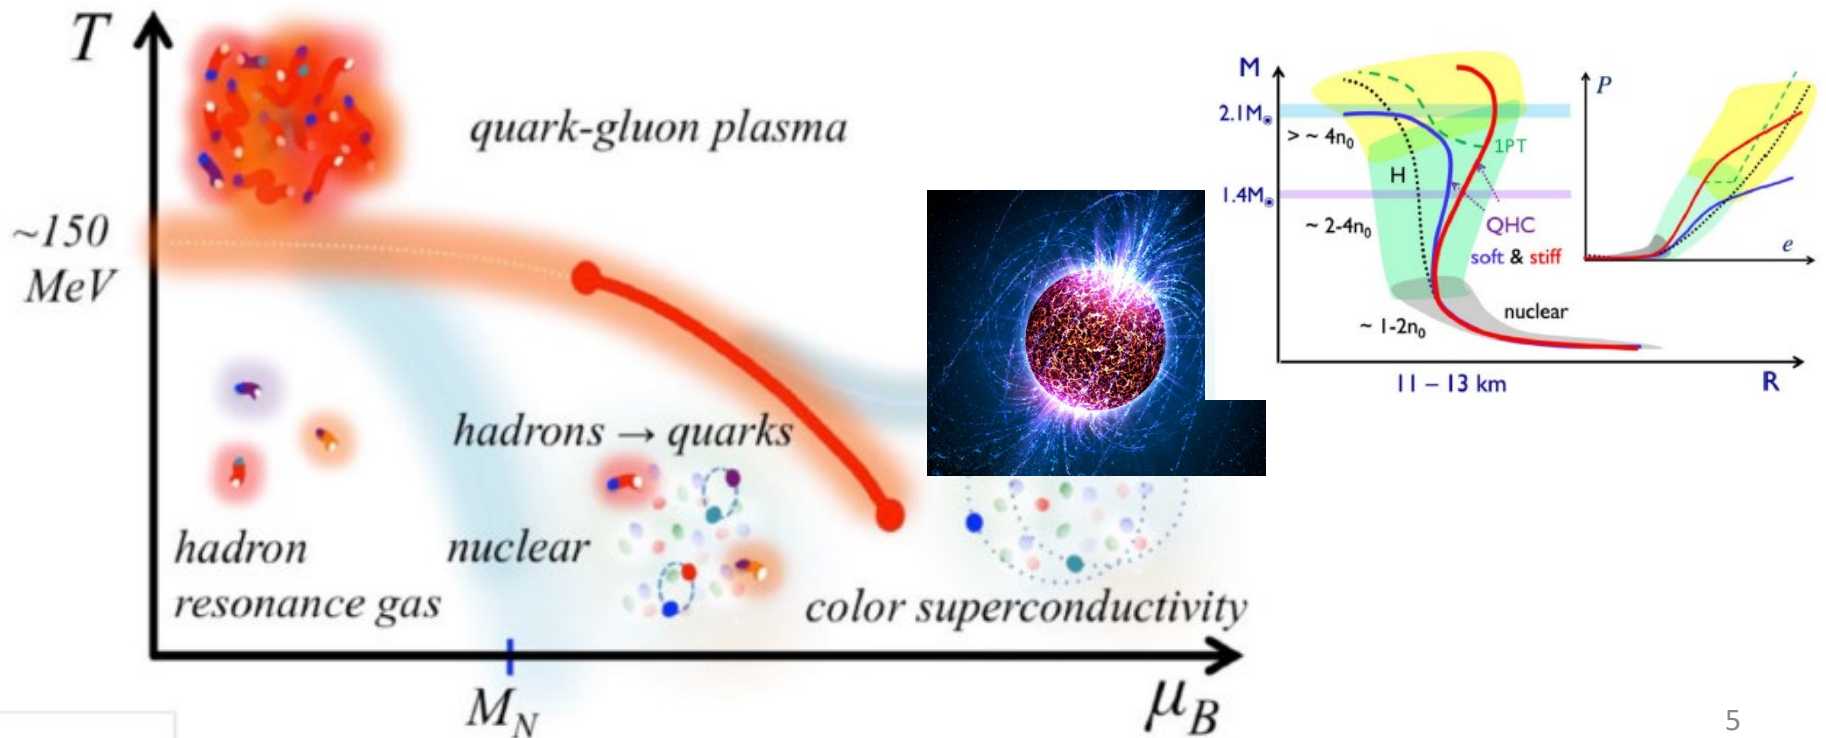 T
quark-gluon plasma
~150
MeV
hadrons → quarks
hadron
resonance gas
nuclear
color superconductivity
M_N
μ_B
M
2.1M⊙
> ~ 4n₀
1PT
H
1.4M⊙
~ 2-4n₀
QHC
soft & stiff
nuclear
~ 1-2n₀
11 – 13 km
R
P
e
5